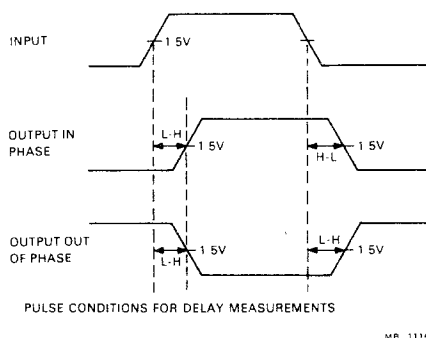 INPUT
1 5V
OUTPUT IN
PHASE
L-H
1 5V
H-L
1 5V
OUTPUT OUT
OF PHASE
L-H
1 5V
L-H
1 5V
PULSE CONDITIONS FOR DELAY MEASUREMENTS